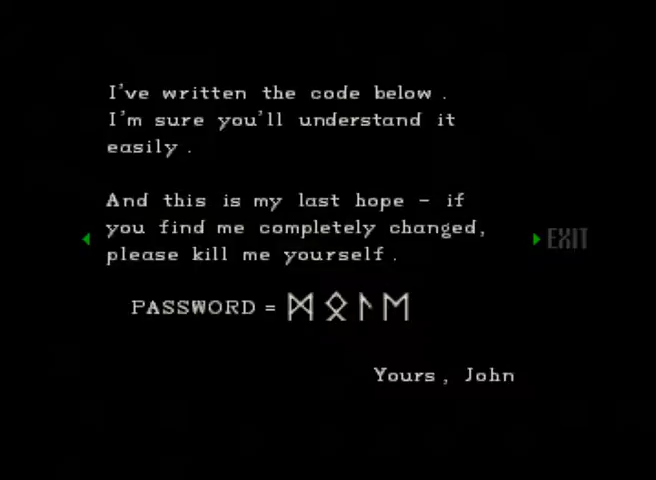 I've written the code below.
I'm sure you'll understand it
easily.
And this is my last hope - if
you find me completely changed,
please kill me yourself.
EXIT
PASSWORD = ᛞᛟᛚᛖ
Yours, John